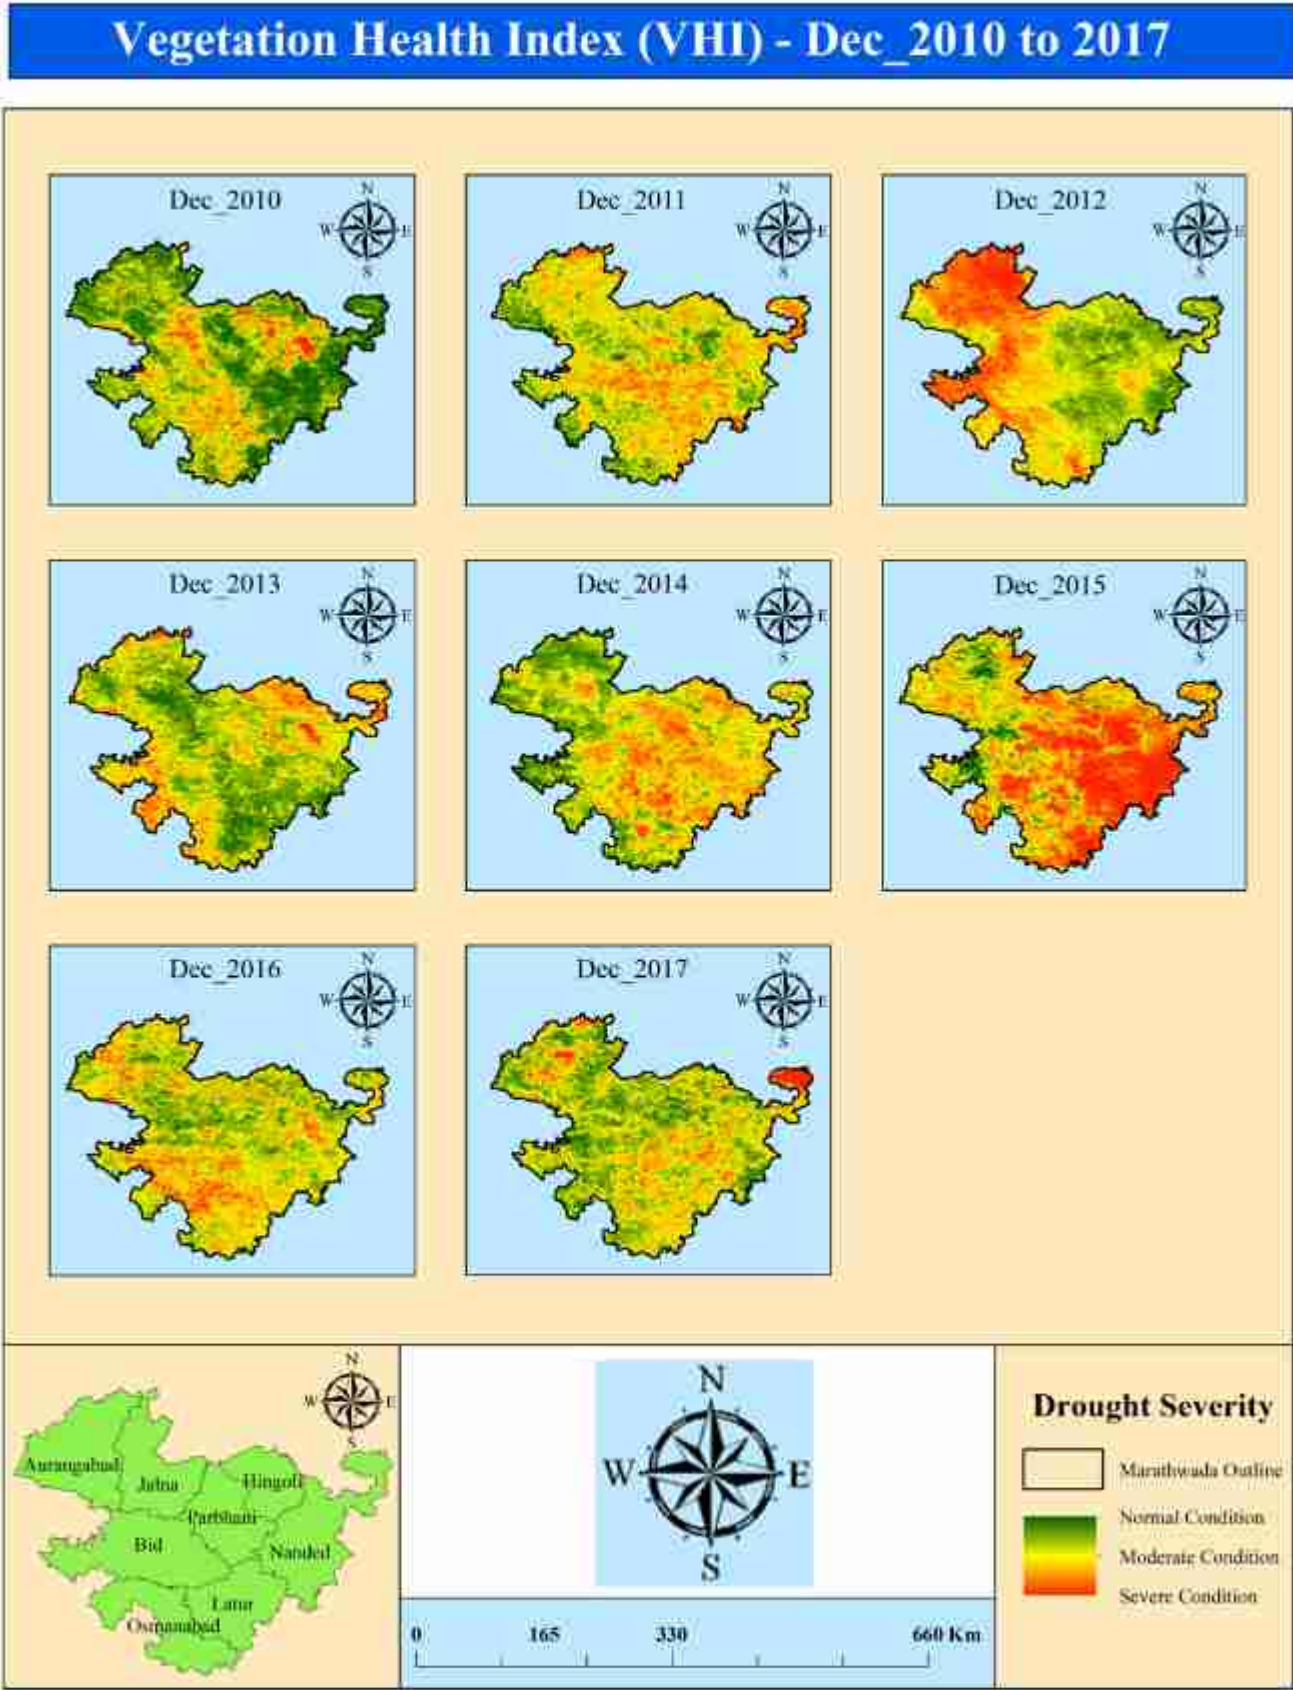 Vegetation Health Index (VHI) - Dec_2010 to 2017
Dec_2010
N
W E
S
Dec_2011
N
W E
S
Dec_2012
N
W E
S
Dec_2013
N
W E
S
Dec_2014
N
W E
S
Dec_2015
N
W E
S
Dec_2016
N
W E
S
Dec_2017
N
W E
S
N
W E
S
Aurangabad
Jalna
Hingoli
Parbhani
Bid
Nanded
Latur
Osmanabad
N
W E
S
0 165 330 660 Km
Drought Severity
Marathwada Outline
Normal Condition
Moderate Condition
Severe Condition